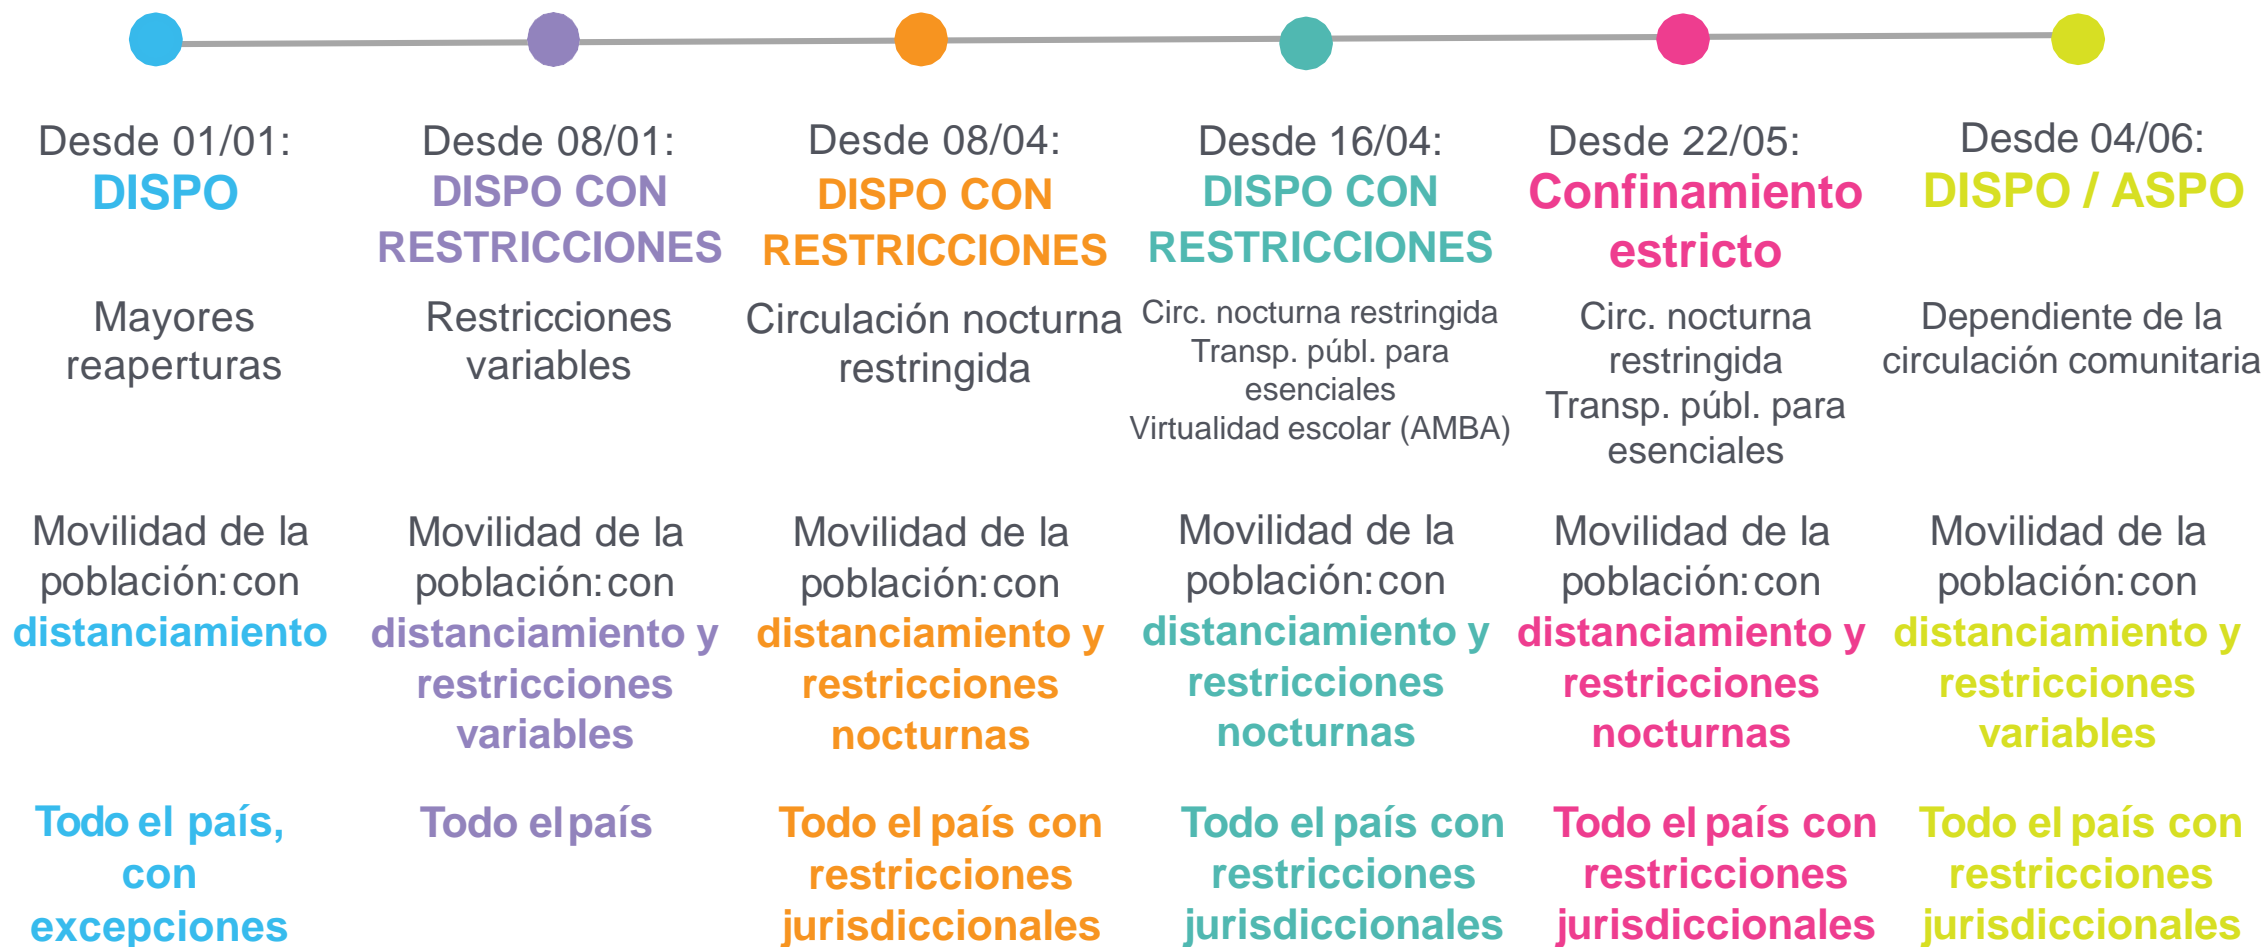 Desde 01/01:
DISPO
Mayores
reaperturas
Movilidad de la
población: con
distanciamiento
Todo el país,
con
excepciones
Desde 08/01:
DISPO CON
RESTRICCIONES
Restricciones
variables
Movilidad de la
población: con
distanciamiento y
restricciones
variables
Todo el país
Desde 08/04:
DISPO CON
RESTRICCIONES
Circulación nocturna
restringida
Movilidad de la
población: con
distanciamiento y
restricciones
nocturnas
Todo el país con
restricciones
jurisdiccionales
Desde 16/04:
DISPO CON
RESTRICCIONES
Circ. nocturna restringida
Transp. públ. para
esenciales
Virtualidad escolar (AMBA)
Movilidad de la
población: con
distanciamiento y
restricciones
nocturnas
Todo el país con
restricciones
jurisdiccionales
Desde 22/05:
Confinamiento
estricto
Circ. nocturna
restringida
Transp. públ. para
esenciales
Movilidad de la
población: con
distanciamiento y
restricciones
nocturnas
Todo el país con
restricciones
jurisdiccionales
Desde 04/06:
DISPO / ASPO
Dependiente de la
circulación comunitaria
Movilidad de la
población: con
distanciamiento y
restricciones
variables
Todo el país con
restricciones
jurisdiccionales